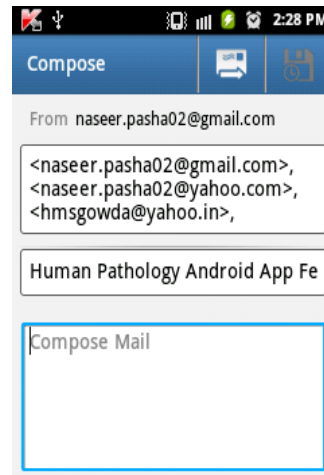 2:28 PM
Compose
From naseer.pasha02@gmail.com
<naseer.pasha02@gmail.com>,
<naseer.pasha02@yahoo.com>,
<hmsgowda@yahoo.in>,
Human Pathology Android App Fe
Compose Mail